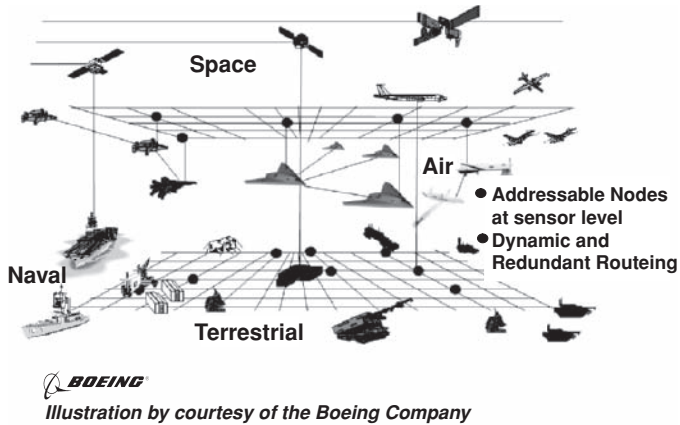 Space
Air
Addressable Nodes
at sensor level
Dynamic and
Redundant Routeing
Naval
Terrestrial
BOEING
Illustration by courtesy of the Boeing Company